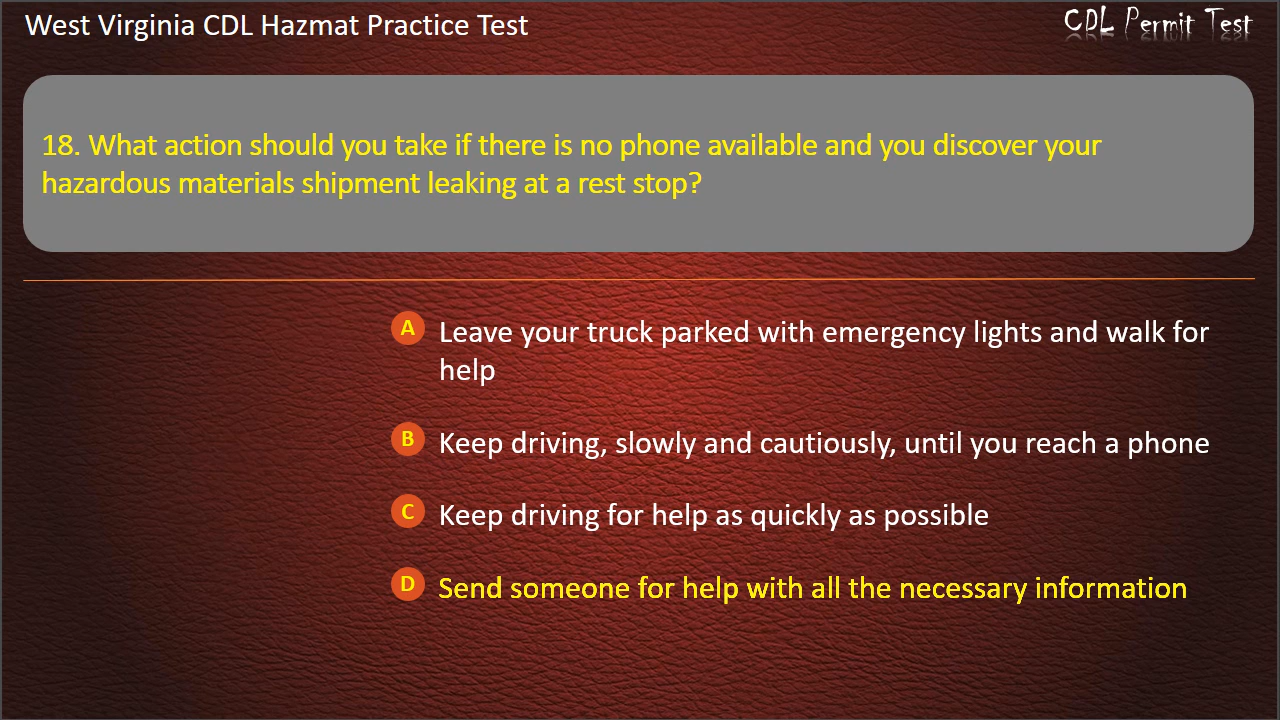 West Virginia CDL Hazmat Practice Test
CDL Permit Test
18. What action should you take if there is no phone available and you discover your
hazardous materials shipment leaking at a rest stop?
A Leave your truck parked with emergency lights and walk for
help
B Keep driving, slowly and cautiously, until you reach a phone
C Keep driving for help as quickly as possible
D Send someone for help with all the necessary information